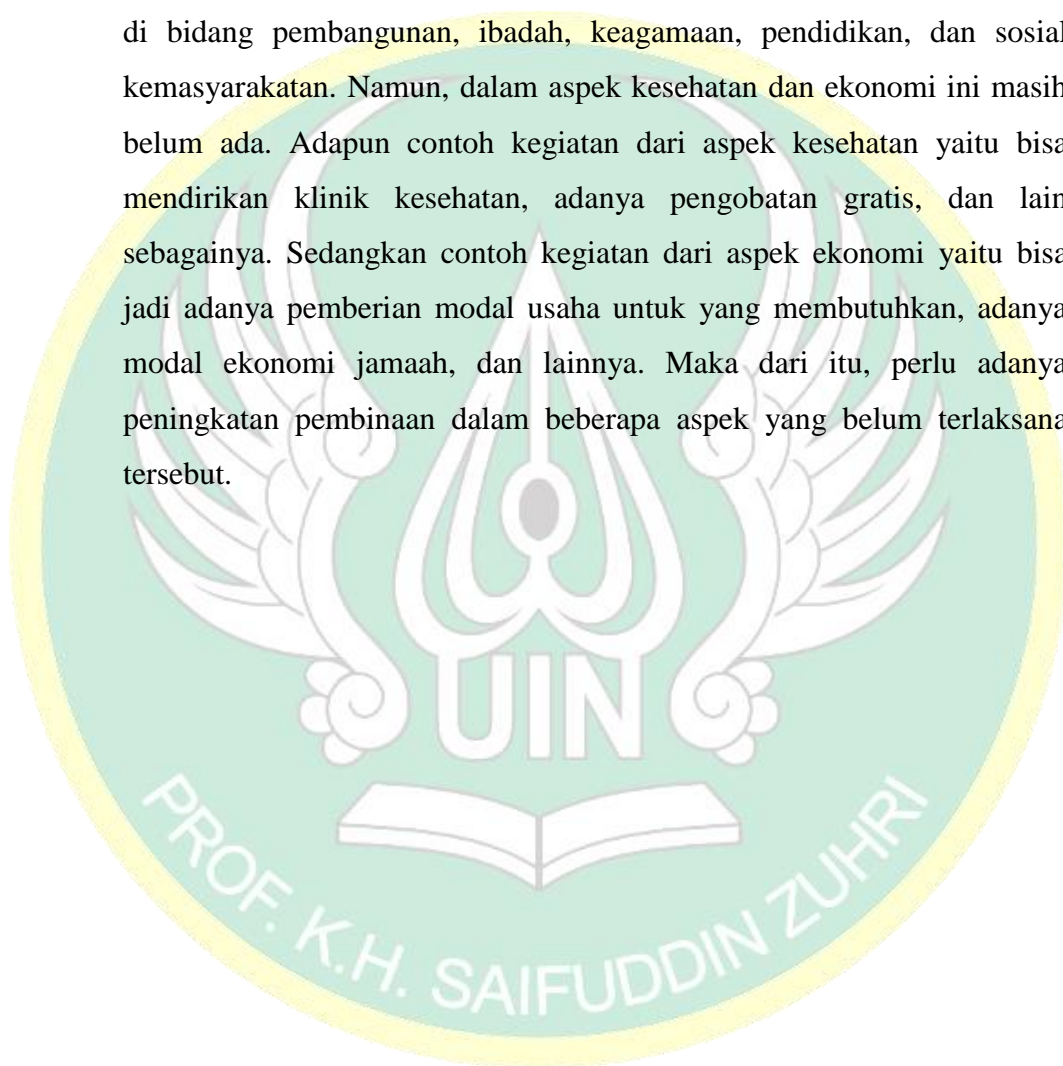 di bidang pembangunan, ibadah, keagamaan, pendidikan, dan sosial
kemasyarakatan. Namun, dalam aspek kesehatan dan ekonomi ini masih
belum ada. Adapun contoh kegiatan dari aspek kesehatan yaitu bisa
mendirikan klinik kesehatan, adanya pengobatan gratis, dan lain
sebagainya. Sedangkan contoh kegiatan dari aspek ekonomi yaitu bisa
jadi adanya pemberian modal usaha untuk yang membutuhkan, adanya
modal ekonomi jamaah, dan lainnya. Maka dari itu, perlu adanya
peningkatan pembinaan dalam beberapa aspek yang belum terlaksana
tersebut.
UIN
PROF. K.H. SAIFUDDIN ZUHRI